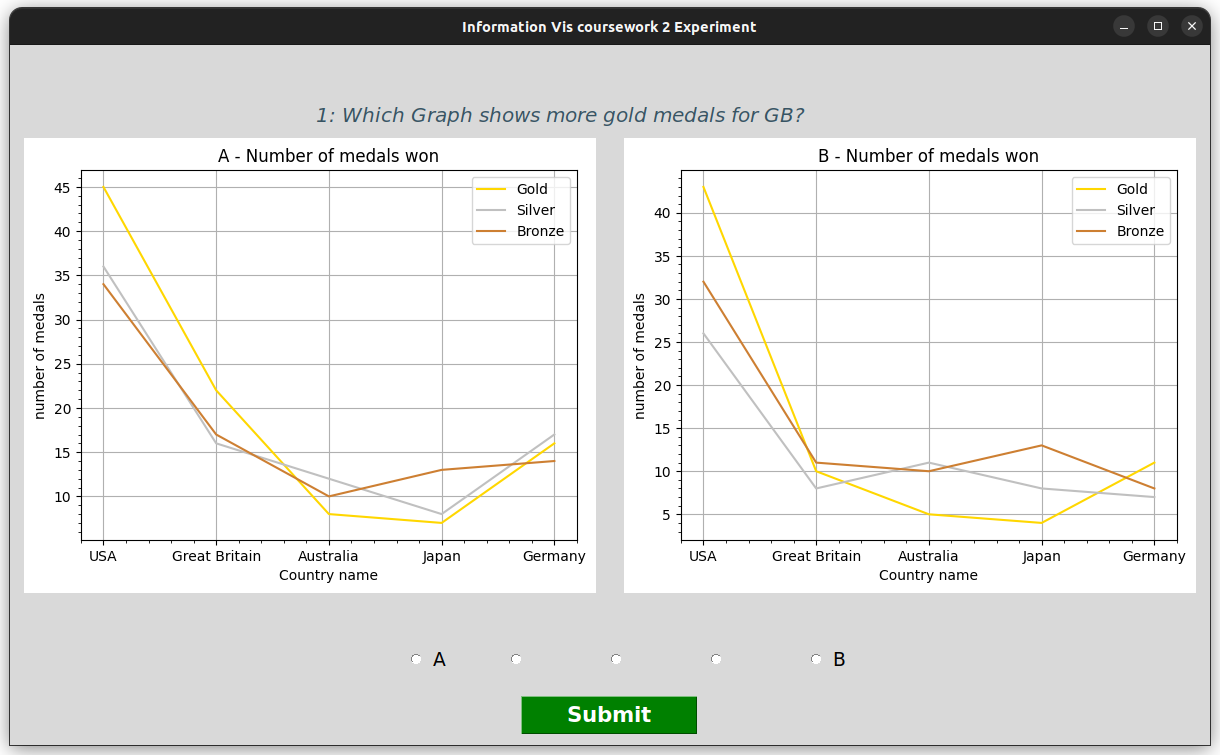 Information Vis coursework 2 Experiment
1: Which Graph shows more gold medals for GB?
A - Number of medals won
45
40
35
30
25
20
15
10
number of medals
Gold
Silver
Bronze
USA Great Britain Australia Japan Germany
Country name
B - Number of medals won
40
35
30
25
20
15
10
5
number of medals
Gold
Silver
Bronze
USA Great Britain Australia Japan Germany
Country name
A B
Submit